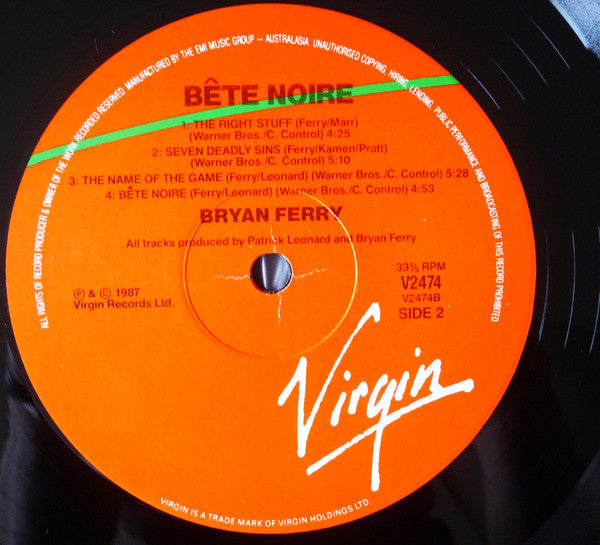 ALL RIGHTS OF RECORD PRODUCER & OWNER OF THE WORK RECORDED RESERVED. MANUFACTURED BY THE EMI MUSIC GROUP – AUSTRALASIA UNAUTHORISED COPYING, HIRING, LENDING, PUBLIC PERFORMANCE AND BROADCASTING OF THIS RECORD PROHIBITED
BÊTE NOIRE
1: THE RIGHT STUFF (Ferry/Marr)
(Warner Bros./C. Control) 4:25
2: SEVEN DEADLY SINS (Ferry/Kamen/Pratt)
(Warner Bros./C. Control) 5:10
3: THE NAME OF THE GAME (Ferry/Leonard) (Warner Bros./C. Control) 5:28
4: BÊTE NOIRE (Ferry/Leonard) (Warner Bros./C. Control) 4:53
BRYAN FERRY
All tracks produced by Patrick Leonard and Bryan Ferry
℗ & © 1987
Virgin Records Ltd.
33⅓ RPM
V2474
V2474B
SIDE 2
Virgin
VIRGIN IS A TRADE MARK OF VIRGIN HOLDINGS LTD